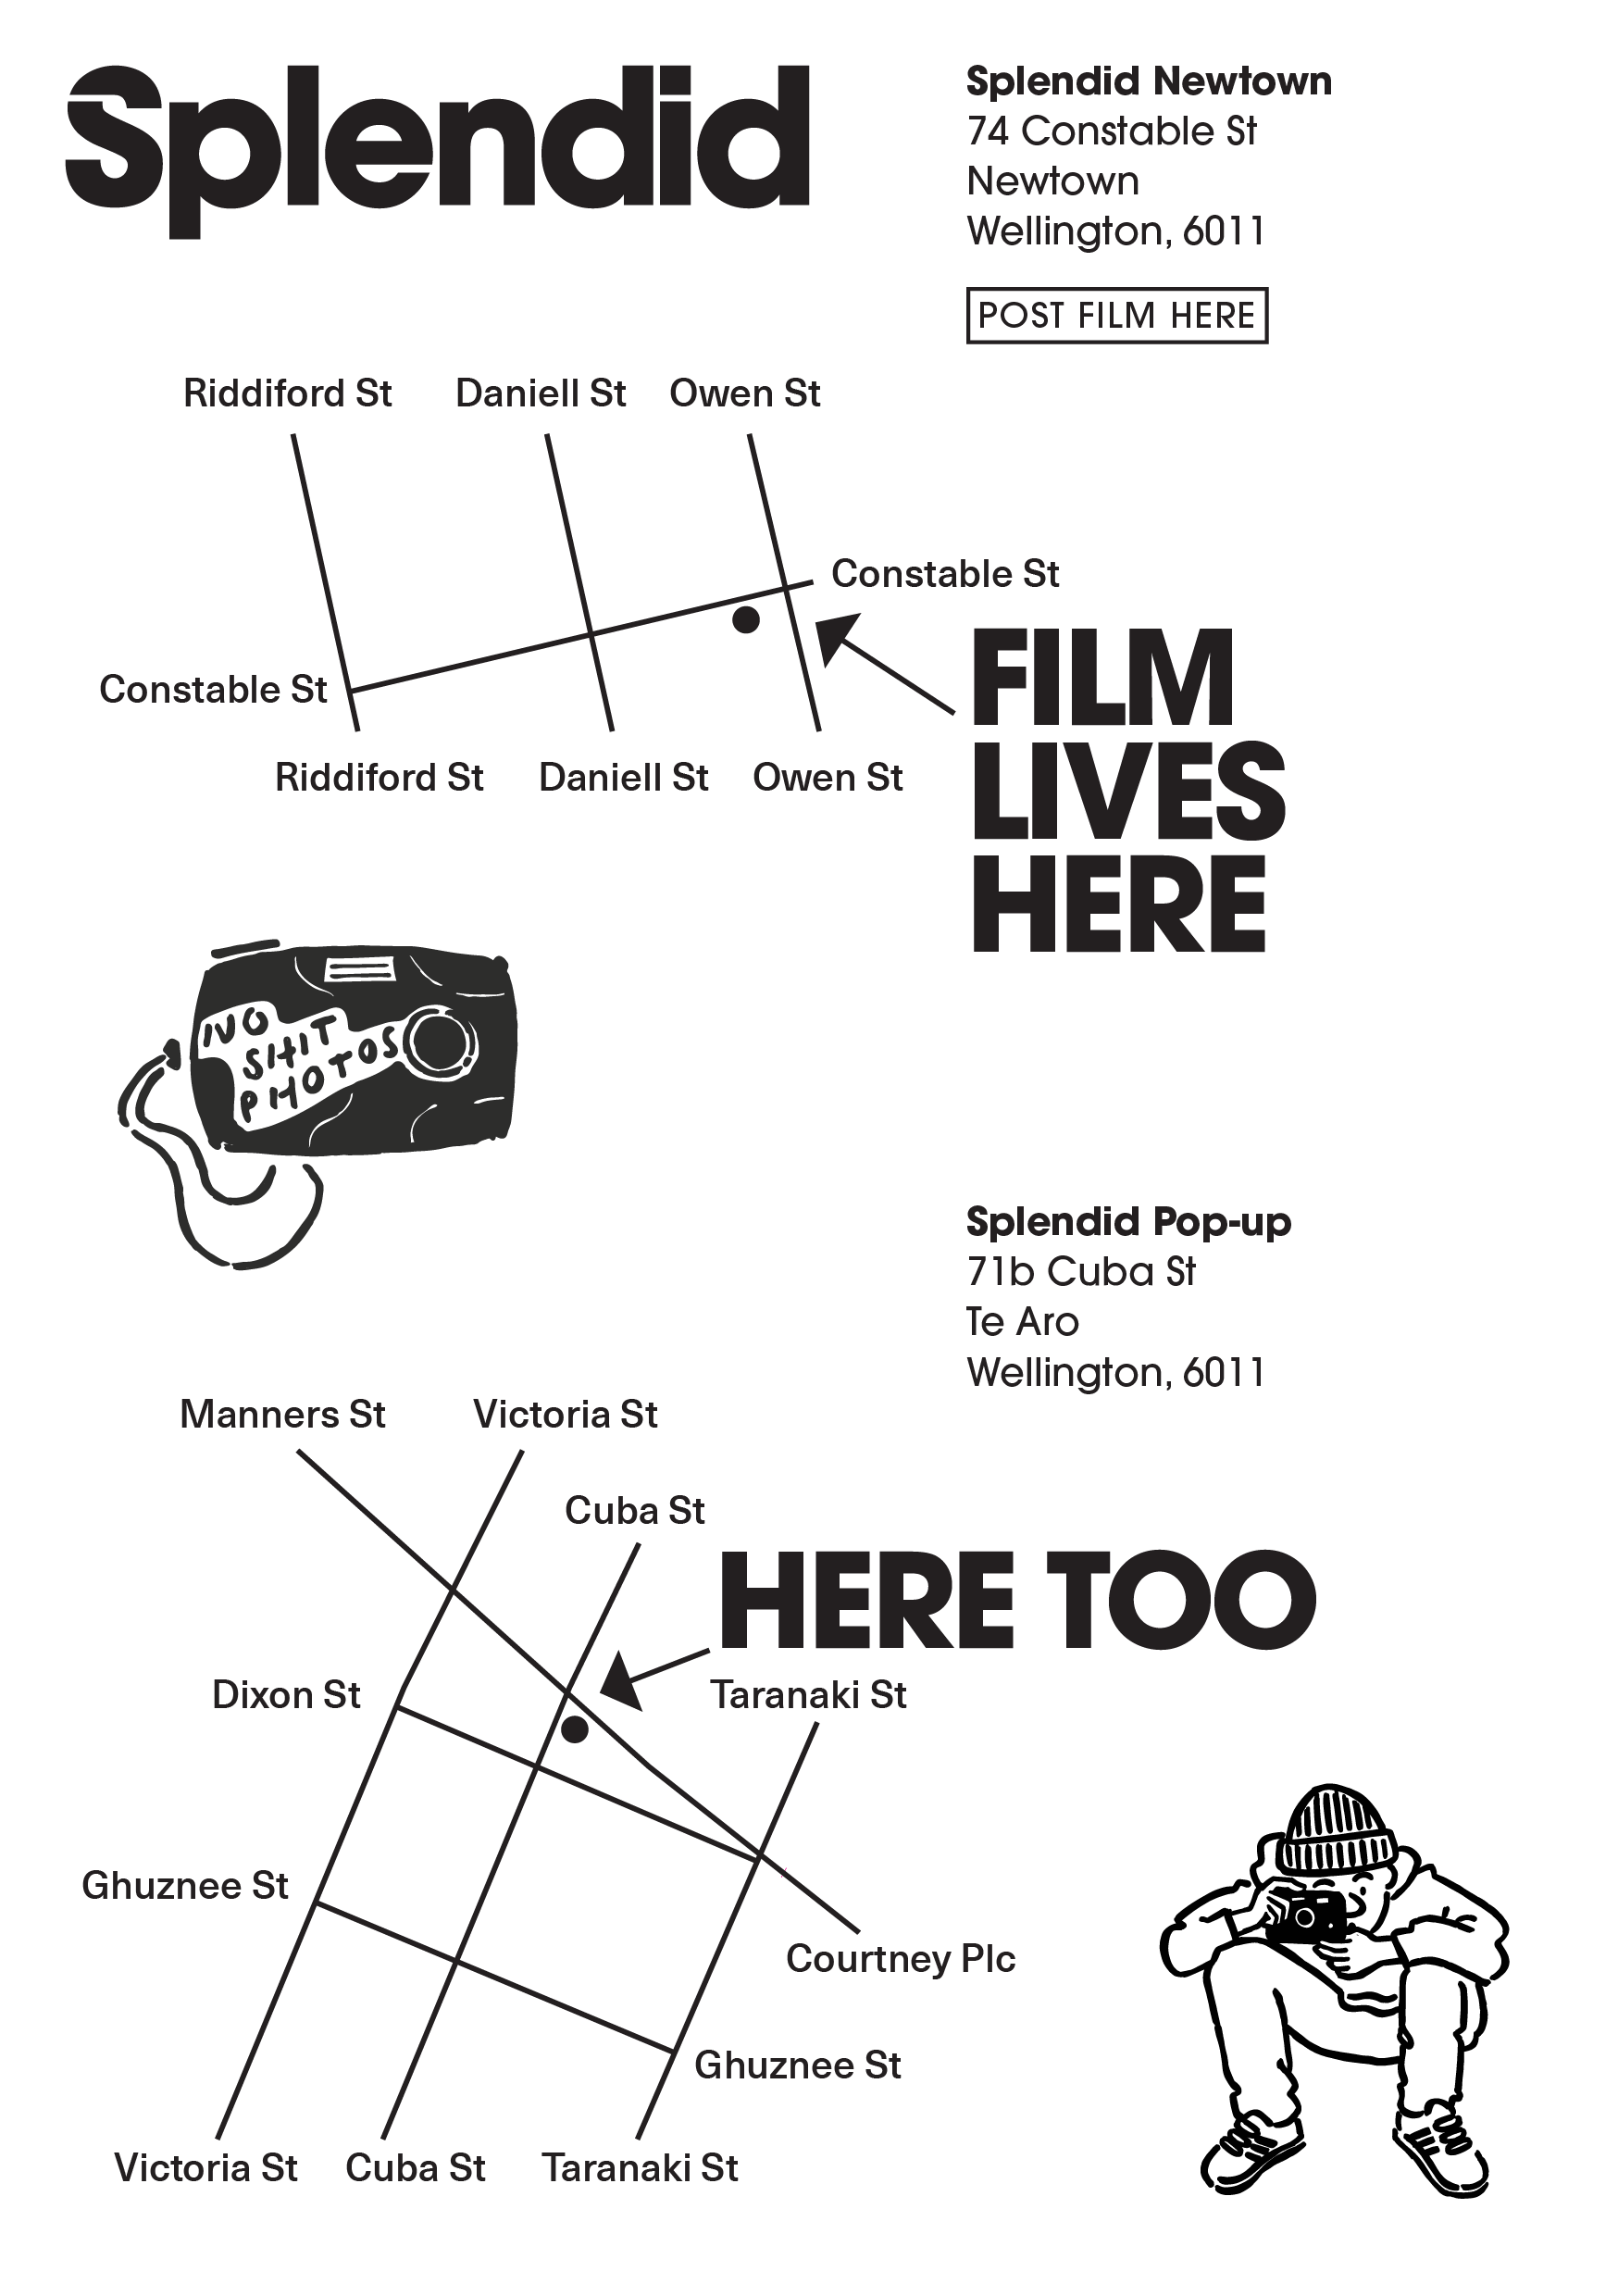 Splendid
Splendid Newtown
74 Constable St
Newtown
Wellington, 6011
POST FILM HERE
Riddiford St
Daniell St
Owen St
Constable St
Constable St
Riddiford St
Daniell St
Owen St
FILM
LIVES
HERE
NO
SHIT
PHOTOS
Splendid Pop-up
71b Cuba St
Te Aro
Wellington, 6011
Manners St
Victoria St
Cuba St
HERE TOO
Dixon St
Taranaki St
Ghuznee St
Courtney Plc
Ghuznee St
Victoria St
Cuba St
Taranaki St